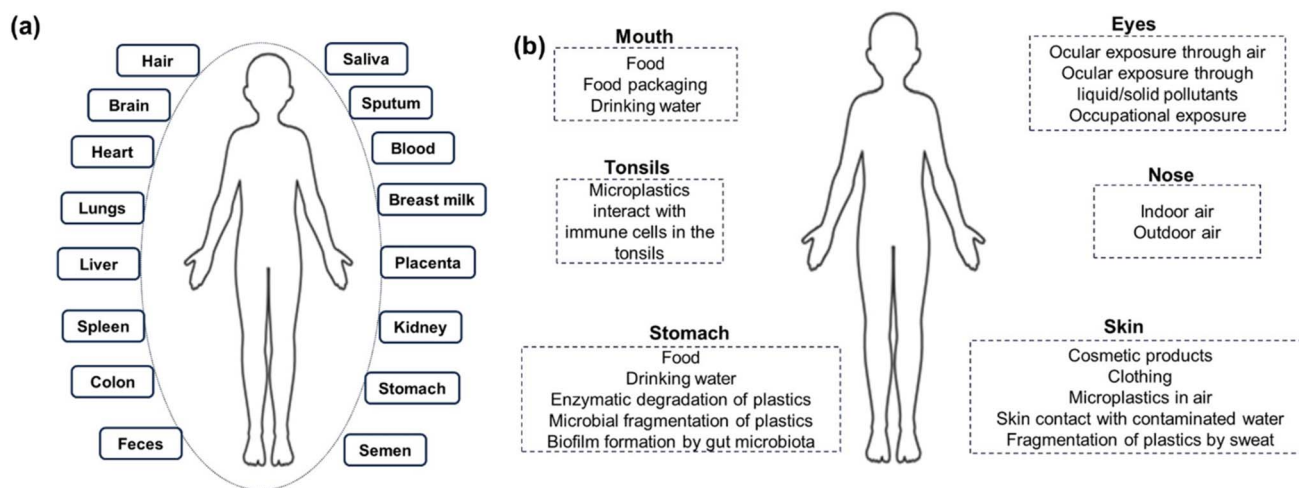 (a)
Hair
Brain
Heart
Lungs
Liver
Spleen
Colon
Feces
Saliva
Sputum
Blood
Breast milk
Placenta
Kidney
Stomach
Semen
(b)
Mouth
Food
Food packaging
Drinking water
Tonsils
Microplastics
interact with
immune cells in the
tonsils
Stomach
Food
Drinking water
Enzymatic degradation of plastics
Microbial fragmentation of plastics
Biofilm formation by gut microbiota
Eyes
Ocular exposure through air
Ocular exposure through
liquid/solid pollutants
Occupational exposure
Nose
Indoor air
Outdoor air
Skin
Cosmetic products
Clothing
Microplastics in air
Skin contact with contaminated water
Fragmentation of plastics by sweat